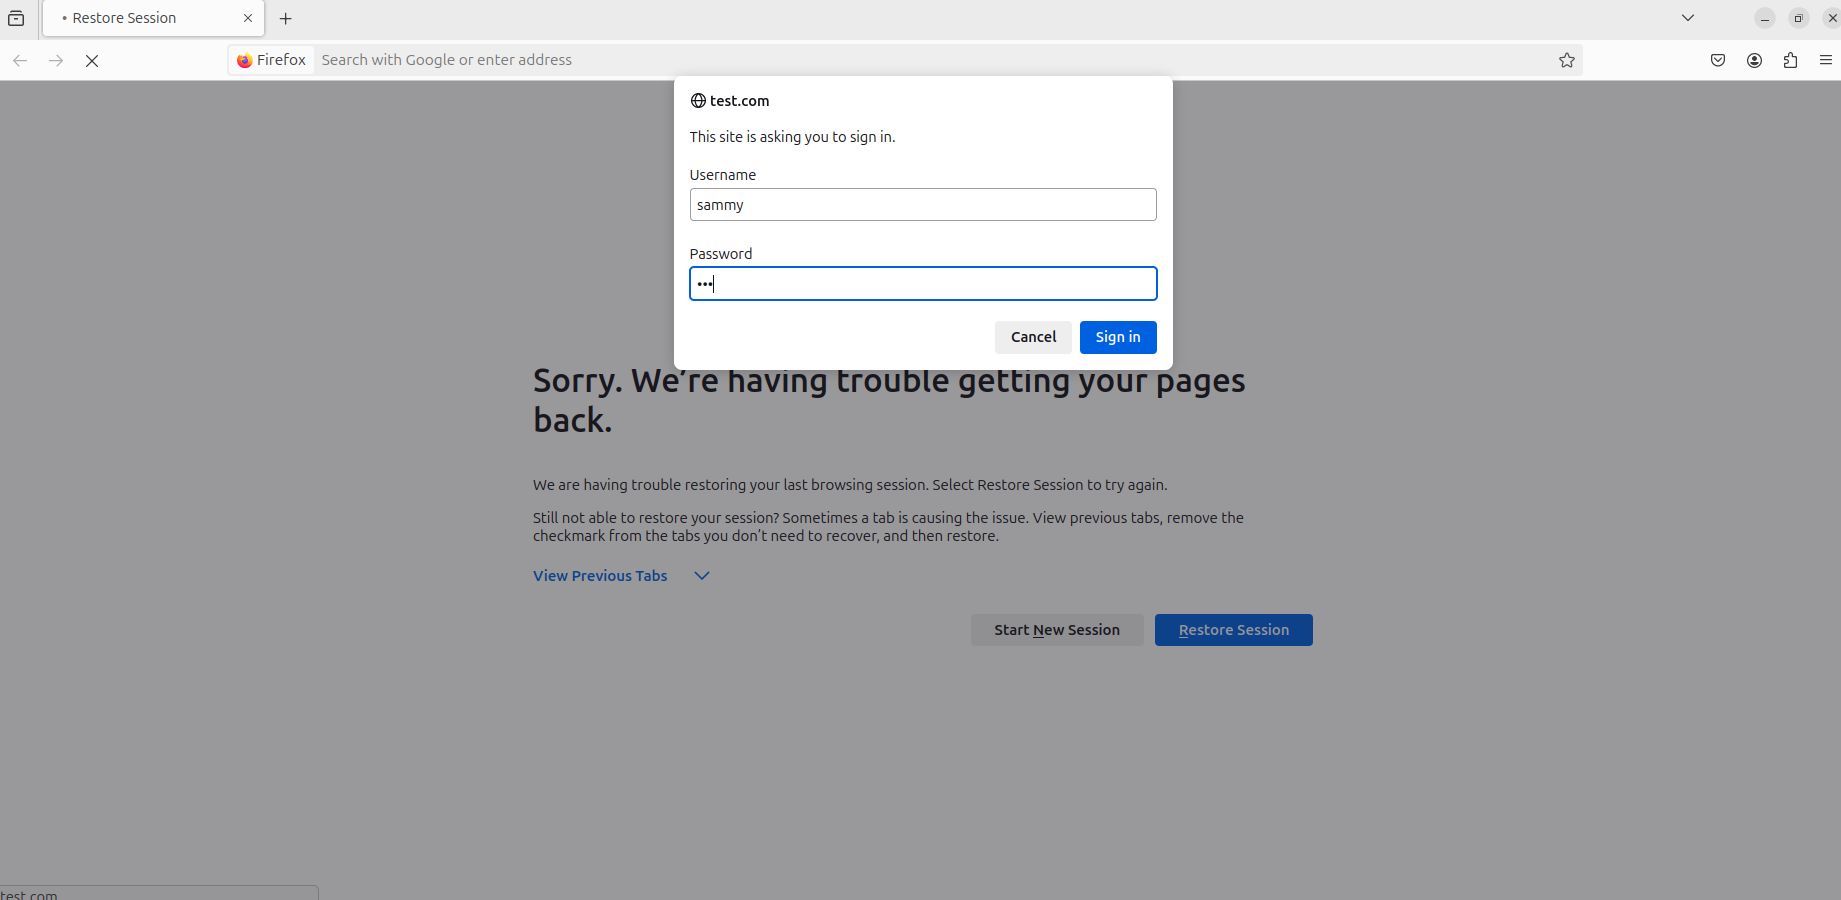 Restore Session
Firefox Search with Google or enter address
test.com
This site is asking you to sign in.
Username
sammy
Password
•••
Cancel Sign in
Sorry. We're having trouble getting your pages
back.
We are having trouble restoring your last browsing session. Select Restore Session to try again.
Still not able to restore your session? Sometimes a tab is causing the issue. View previous tabs, remove the
checkmark from the tabs you don't need to recover, and then restore.
View Previous Tabs
Start New Session Restore Session
test.com